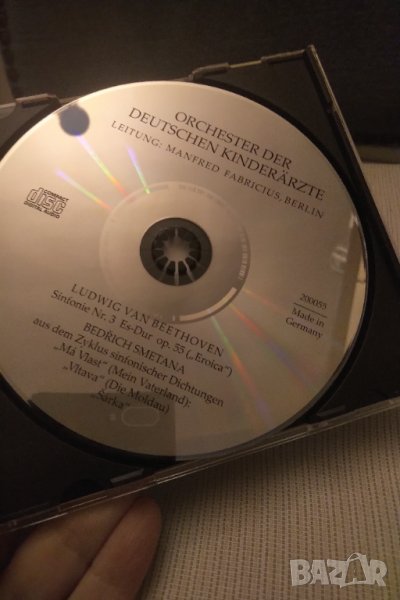 ORCHESTER DER
DEUTSCHEN KINDERÄRZTE
LEITUNG: MANFRED FABRICIUS, BERLIN
COMPACT
disc
DIGITAL AUDIO
200055
Made in
Germany
LUDWIG VAN BEETHOVEN
Sinfonie Nr. 3 Es-Dur op. 55 („Eroica“)
BEDŘICH SMETANA
aus dem Zyklus sinfonischer Dichtungen
„Má Vlast“ (Mein Vaterland):
„Vltava“ (Die Moldau)
„Šárka“
BAZAR